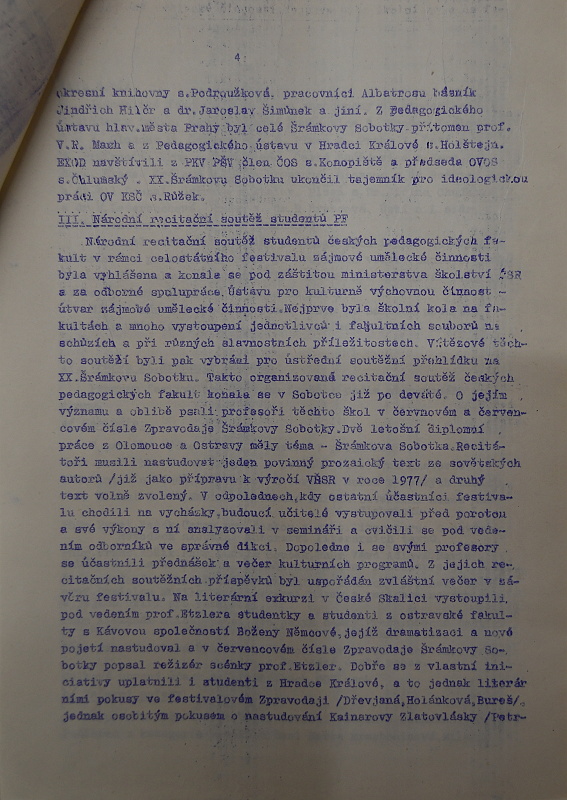 4
okresní knihovny s.Podroužková, pracovníci Albatrosu básník
Jindřich Hilčr a dr.Jaroslav Šimůnek a jiní. Z Pedagogického
ústavu hlav.města Prahy byl celé Šrámkovy Sobotky přítomen prof.
V.R. Marh a z Pedagogického ústavu v Hradci Králové s.Holštejn.
EXOD navštívili z PKV PŠV člen ČOS s.Konopiště a předseda OVOS
s.Chlumský . XX.Šrámkovu Sobotku ukončil tajemník pro ideologickou
práci OV KSČ s.Růžek.
III. Národní recitační soutěž studentů PF
Národní recitační soutěž studentů českých pedagogických fa-
kult v rámci celostátního festivalu zájmové umělecké činnosti
byla vyhlášena a konala se pod záštitou ministerstva školství ČSR
a za odborné spolupráce Ústavu pro kulturně výchovnou činnost -
útvar zájmobé umělecké činnosti.Nejprve byla školní kola na fa-
kultách a mnoho vystoupení jednotlivců i fakultních souborů na
schůzích a při různých slavnostních příležitostech. Vítězové těch-
to soutěží byli pak vybráni pro ústřední soutěžní přehlídku na
XX.Šrámkovu Sobotku. Takto organizovaná recitační soutěž českých
pedagogických fakult konala se v Sobotce již po deváté. O jejím
významu a oblibě psali profesoři těchto škol v červnovém a červen-
covém čísle Zpravodaje Šrámkovy Sobotky.Dvě letošní diplomní
práce z Olomouce a Ostravy měly téma - Šrámkova Sobotka.Recitá-
toři musili nastudovat jeden povinný prozaický text ze sovětských
autorů /již jako přípravu k výročí VŘSR v roce 1977/ a druhý
text volně zvolený. V odpoledních,kdy ostatní účastníci festiva-
lu chodili na vycházky,budoucí učitelé vystupovali před porotou
a své výkony s ní analyzovali v semináři a cvičili se pod vede-
ním odborníků ve správné dikci. Dopoledne i se svými profesory
se účastnili přednášek a večer kulturních programů. Z jejich re-
citačních soutěžních příspěvků byl uspořádán zvláštní večer v zá-
věru festivalu. Na literární exkurzi v České Skalici vystoupili
pod vedením prof.Etzlera studentky a studenti z ostravské fakul-
ty s Kávovou společností Boženy Němcové,jejíž dramatizaci a nové
pojetí nastudoval a v červencovém čísle Zpravodaje Šrámkovy So-
botky popsal režizér scénky prof.Etzler. Dobře se z vlastní ini-
ciativy uplatnili i studenti z Hradce Králové, a to jednak literár
ními pokusy ve festivalovém Zpravodaji /Dřevjaná,Holánková,Bureš/,
jednak osobitým pokusem o nastudování Kainarovy Zlatovlásky /Petr-